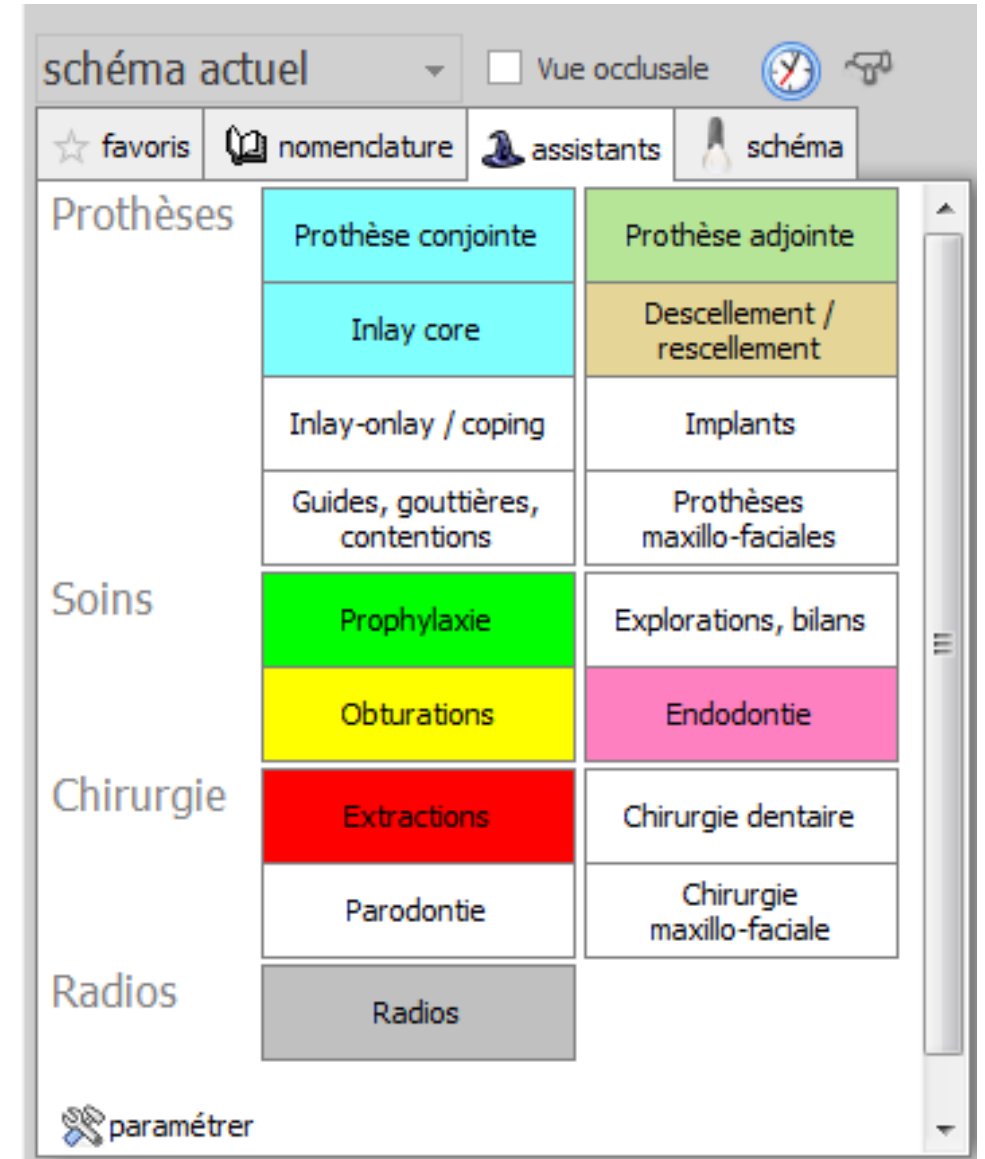 schéma actuel Vue occlusale
favoris nomenclature assistants schéma
Prothèses
Prothèse conjointe Prothèse adjointe
Inlay core
Descellement /
rescellement
Inlay-onlay / coping Implants
Guides, gouttières,
contentions
Prothèses
maxillo-faciales
Soins
Prophylaxie Explorations, bilans
Obturations Endodontie
Chirurgie
Extractions Chirurgie dentaire
Parodontie
Chirurgie
maxillo-faciale
Radios
Radios
paramétrer